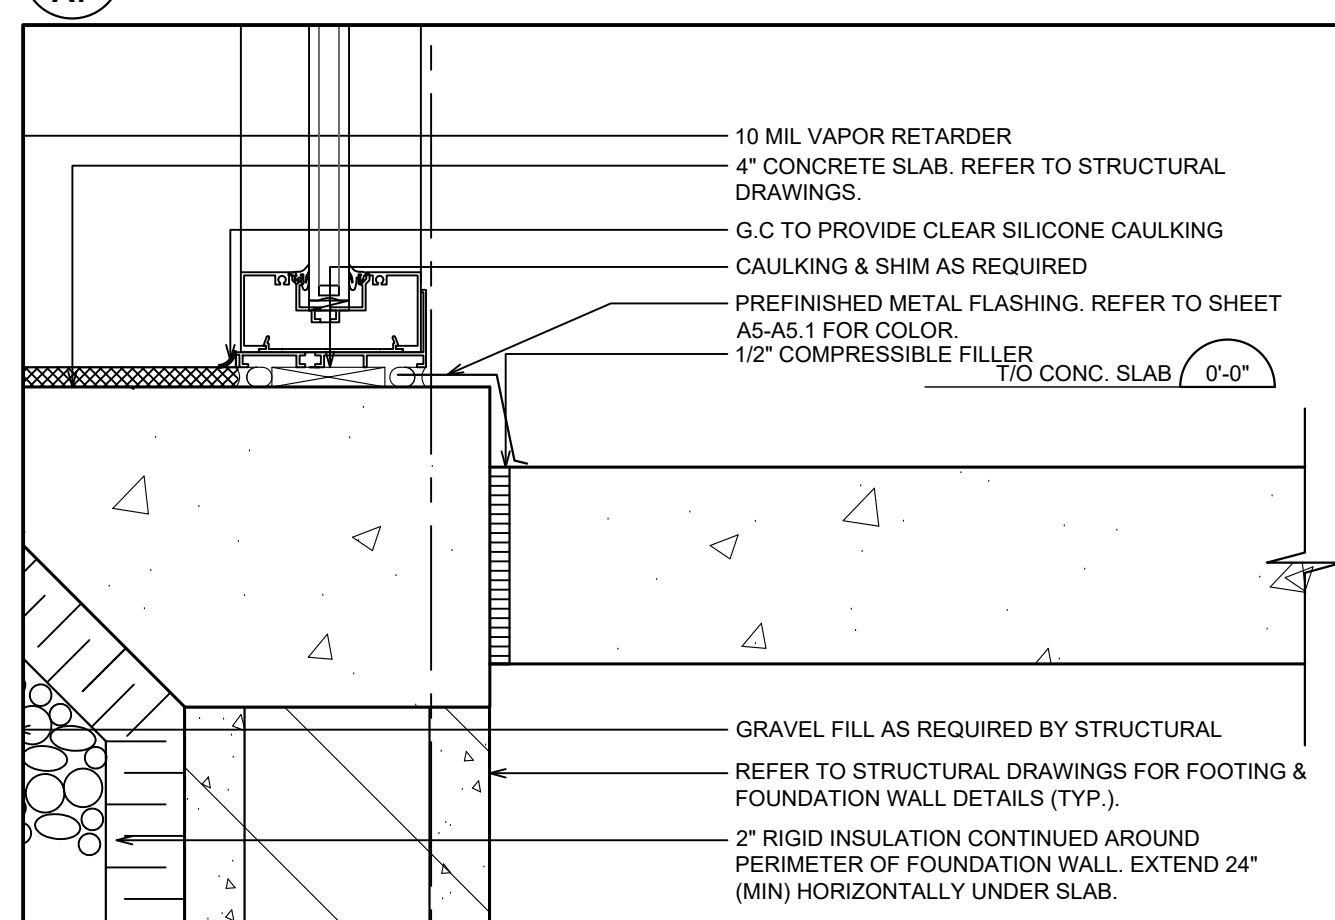 10 MIL VAPOR RETARDER
4" CONCRETE SLAB. REFER TO STRUCTURAL
DRAWINGS.
G.C TO PROVIDE CLEAR SILICONE CAULKING
CAULKING & SHIM AS REQUIRED
PREFINISHED METAL FLASHING. REFER TO SHEET
A5-A5.1 FOR COLOR.
1/2" COMPRESSIBLE FILLER
T/O CONC. SLAB 0'-0"
GRAVEL FILL AS REQUIRED BY STRUCTURAL
REFER TO STRUCTURAL DRAWINGS FOR FOOTING &
FOUNDATION WALL DETAILS (TYP.).
2" RIGID INSULATION CONTINUED AROUND
PERIMETER OF FOUNDATION WALL. EXTEND 24"
(MIN) HORIZONTALLY UNDER SLAB.